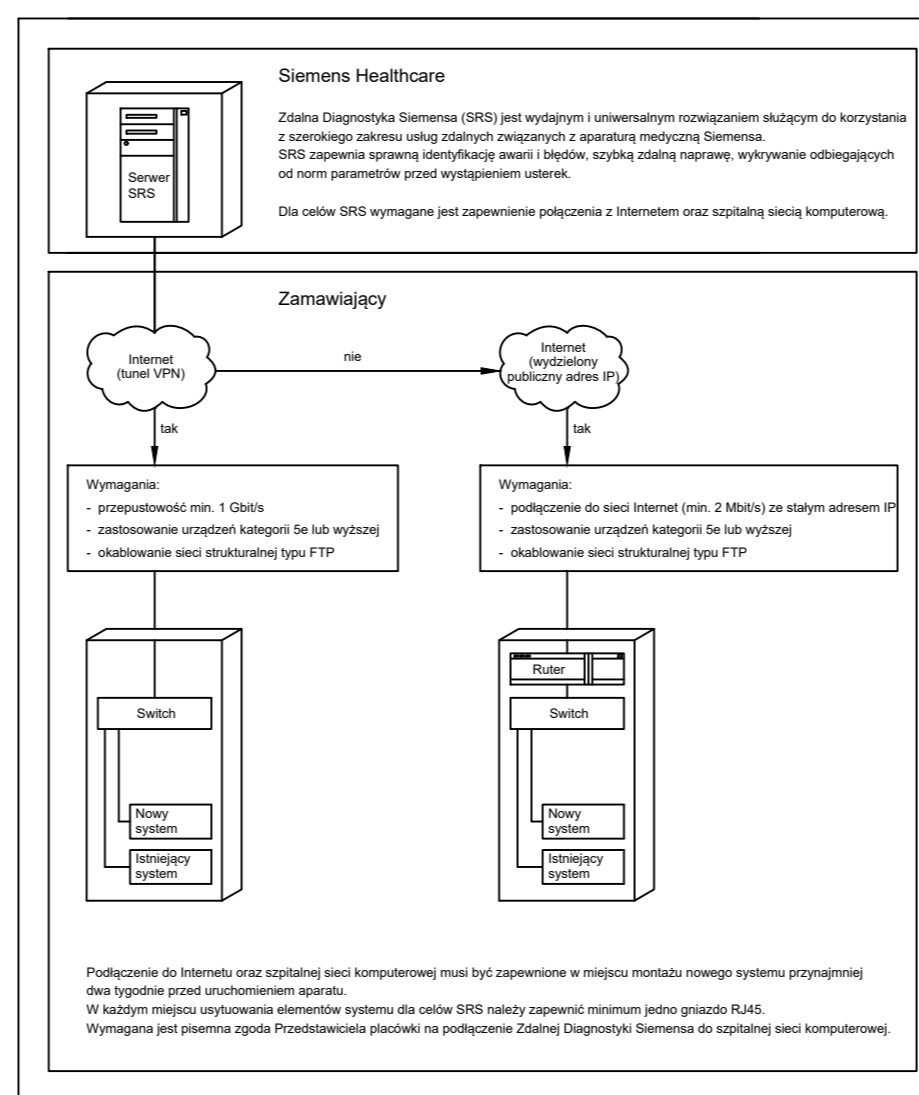 Siemens Healthcare
Zdalna Diagnostyka Siemensa (SRS) jest wydajnym i uniwersalnym rozwiązaniem służącym do korzystania
z szerokiego zakresu usług zdalnych związanych z aparaturą medyczną Siemensa.
SRS zapewnia sprawną identyfikację awarii i błędów, szybką zdalną naprawę, wykrywanie odbiegających
od norm parametrów przed wystąpieniem usterek.
Dla celów SRS wymagane jest zapewnienie połączenia z Internetem oraz szpitalną siecią komputerową.
Serwer
SRS
Zamawiający
Internet
(tunel VPN)
nie
Internet
(wydzielony
publiczny adres IP)
tak
tak
Wymagania:
- przepustowość min. 1 Gbit/s
- zastosowanie urządzeń kategorii 5e lub wyższej
- okablowanie sieci strukturalnej typu FTP
Wymagania:
- podłączenie do sieci Internet (min. 2 Mbit/s) ze stałym adresem IP
- zastosowanie urządzeń kategorii 5e lub wyższej
- okablowanie sieci strukturalnej typu FTP
Switch
Nowy
system
Istniejący
system
Ruter
Switch
Nowy
system
Istniejący
system
Podłączenie do Internetu oraz szpitalnej sieci komputerowej musi być zapewnione w miejscu montażu nowego systemu przynajmniej
dwa tygodnie przed uruchomieniem aparatu.
W każdym miejscu usytuowania elementów systemu dla celów SRS należy zapewnić minimum jedno gniazdo RJ45.
Wymagana jest pisemna zgoda Przedstawiciela placówki na podłączenie Zdalnej Diagnostyki Siemensa do szpitalnej sieci komputerowej.